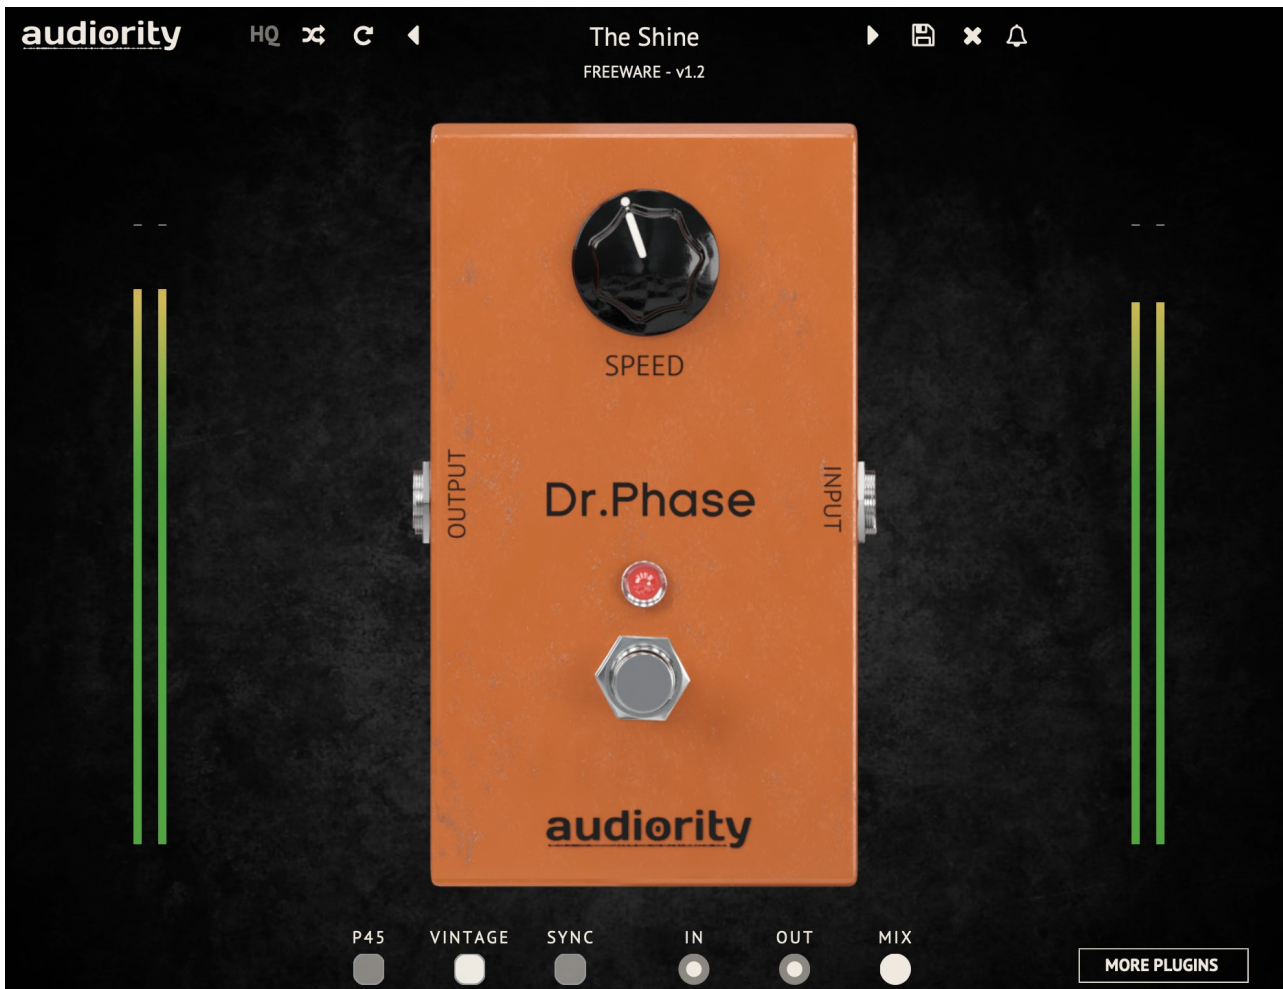 audiority
HQ
The Shine
FREEWARE - v1.2
SPEED
OUTPUT
INPUT
Dr.Phase
audiority
P45
VINTAGE
SYNC
IN
OUT
MIX
MORE PLUGINS